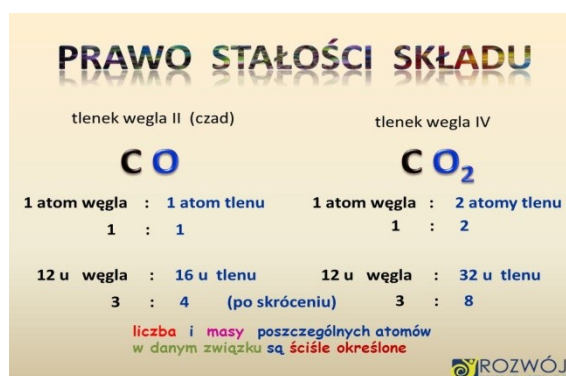 PRAWO STAŁOŚCI SKŁADU
tlenek wegla II (czad)
CO
1 atom węgla : 1 atom tlenu
1 : 1
12 u węgla : 16 u tlenu
3 : 4 (po skróceniu)
tlenek wegla IV
CO₂
1 atom węgla : 2 atomy tlenu
1 : 2
12 u węgla : 32 u tlenu
3 : 8
liczba i masy poszczególnych atomów
w danym związku są ściśle określone
ROZWÓJ